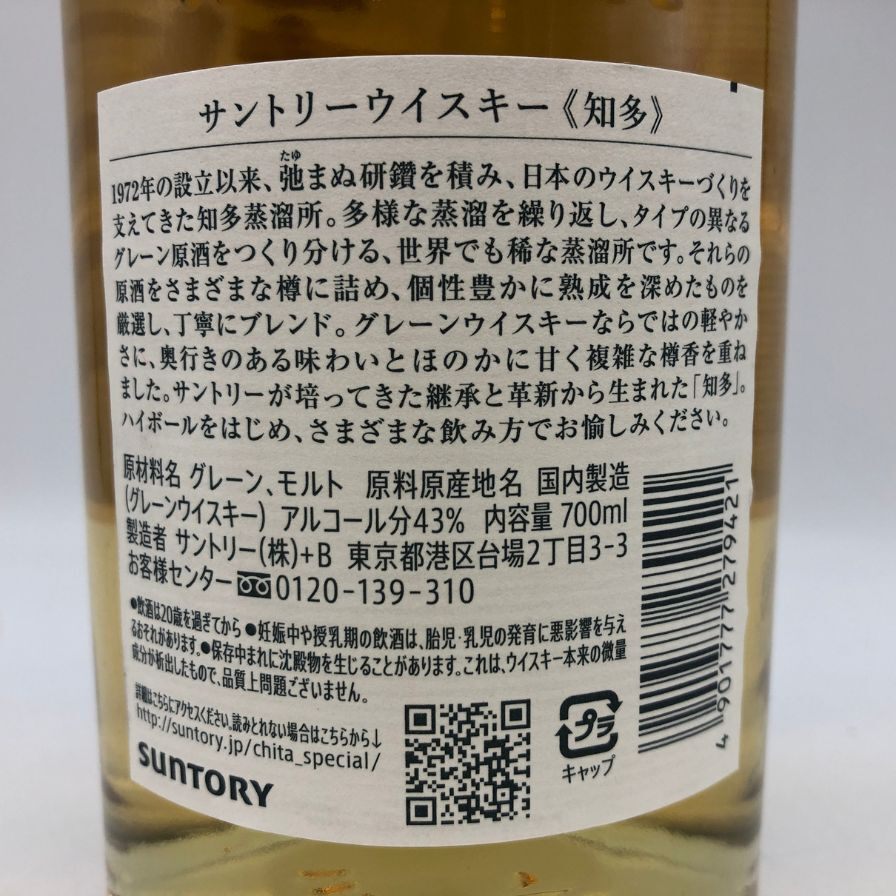 サントリーウイスキー《知多》
たゆ
1972年の設立以来、弛まぬ研鑽を積み、日本のウイスキーづくりを
支えてきた知多蒸溜所。多様な蒸溜を繰り返し、タイプの異なる
グレーン原酒をつくり分ける、世界でも稀な蒸溜所です。それらの
原酒をさまざまな樽に詰め、個性豊かに熟成を深めたものを
厳選し、丁寧にブレンド。グレーンウイスキーならではの軽やか
さに、奥行きのある味わいとほのかに甘く複雑な樽香を重ね
ました。サントリーが培ってきた継承と革新から生まれた「知多」。
ハイボールをはじめ、さまざまな飲み方でお愉しみください。
原材料名 グレーン、モルト 原料原産地名 国内製造
(グレーンウイスキー) アルコール分43% 内容量 700ml
製造者 サントリー(株)+B 東京都港区台場2丁目3-3
お客様センター 0120-139-310
●飲酒は20歳を過ぎてから ●妊娠中や授乳期の飲酒は、胎児・乳児の発育に悪影響を与え
るおそれがあります。●保存中まれに沈殿物を生じることがあります。これは、ウイスキー本来の微量
成分が析出したもので、品質上問題ございません。
詳細はこちらにアクセスください。読みとれない場合はこちらから↓
http://suntory.jp/chita_special/
SUNTORY
プラ
キャップ
4 901777 279421